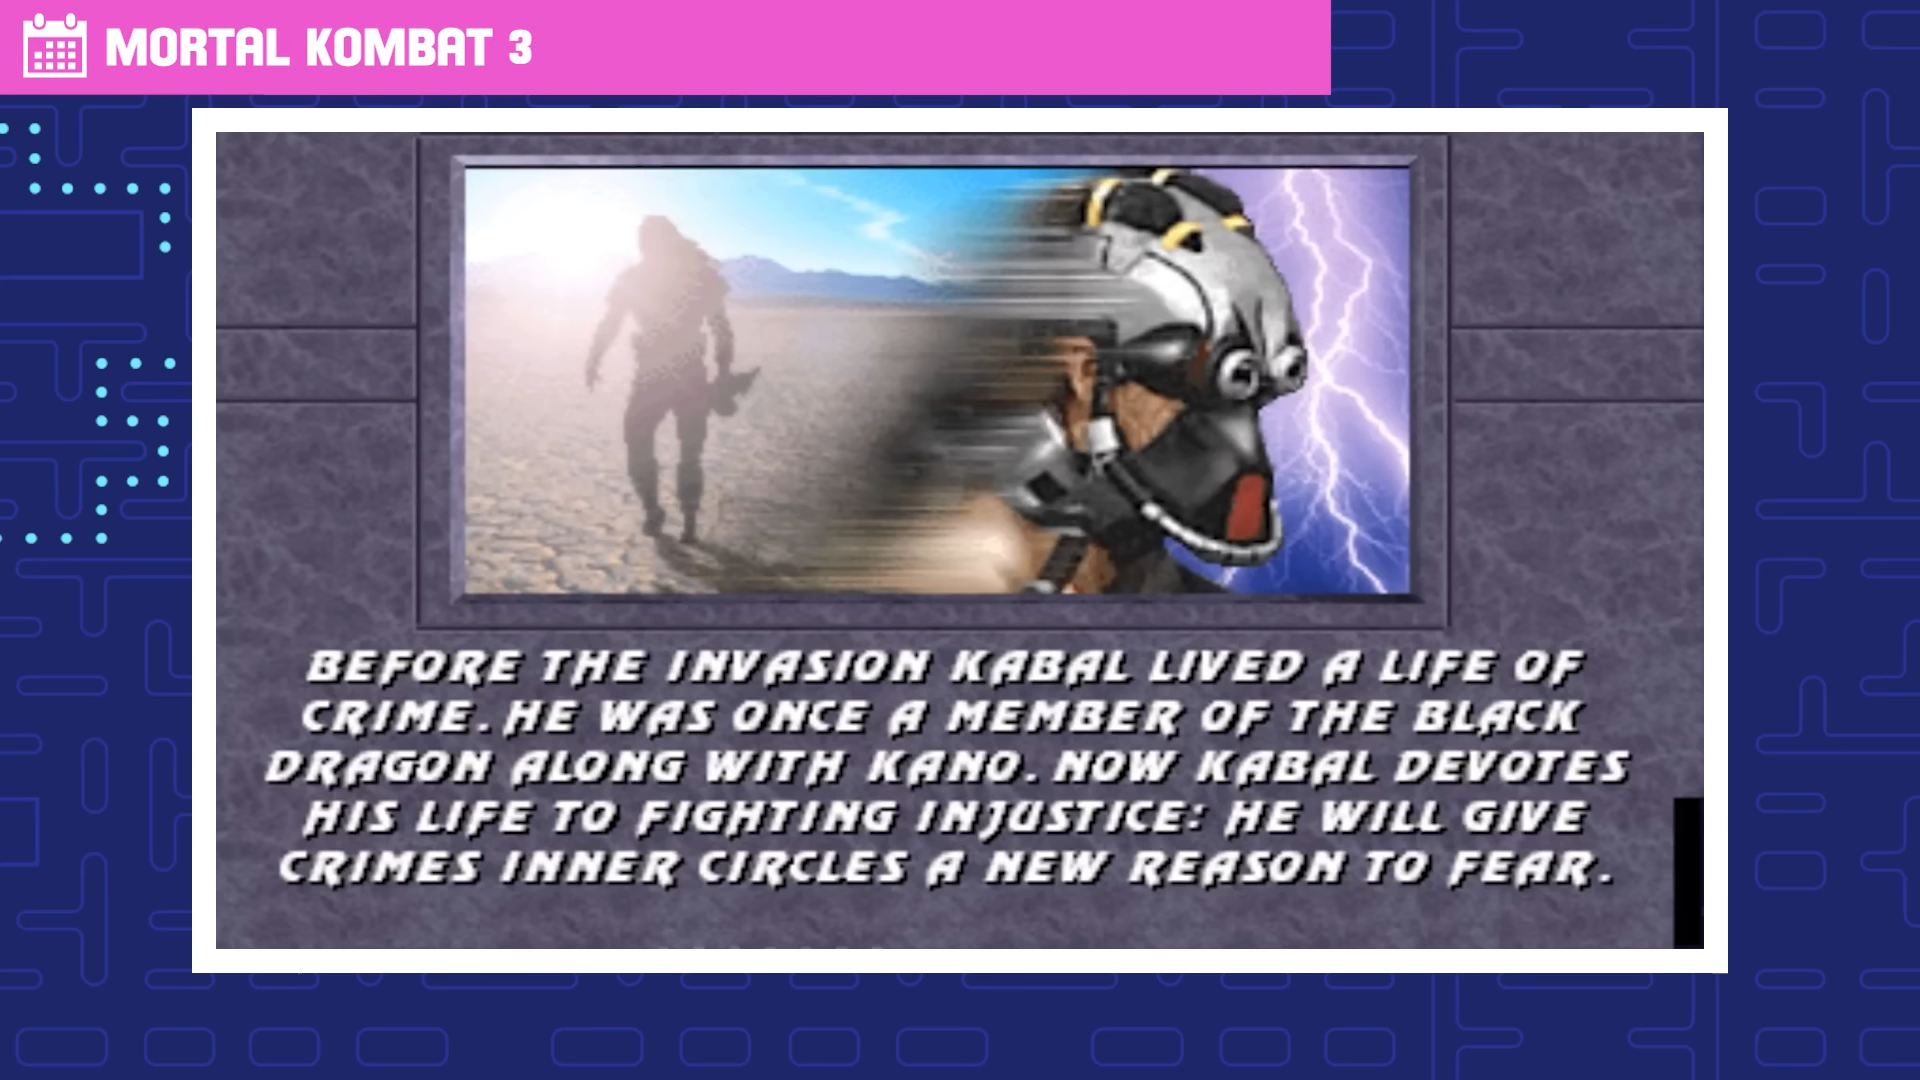 MORTAL KOMBAT 3
BEFORE THE INVASION KABAL LIVED A LIFE OF
CRIME. HE WAS ONCE A MEMBER OF THE BLACK
DRAGON ALONG WITH KANO. NOW KABAL DEVOTES
HIS LIFE TO FIGHTING INJUSTICE: HE WILL GIVE
CRIMES INNER CIRCLES A NEW REASON TO FEAR.